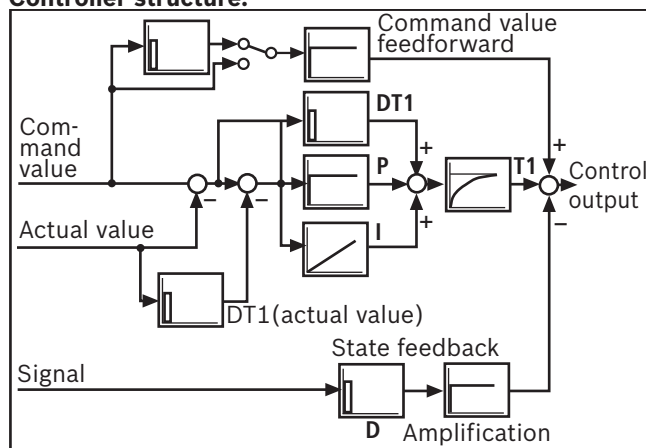 Controller structure:
Command value
feedforward
DT1
Com-
mand
value
+
+
P
T1
Control
output
–
–
Actual value
+
I
–
DT1(actual value)
State feedback
Signal
D
Amplification